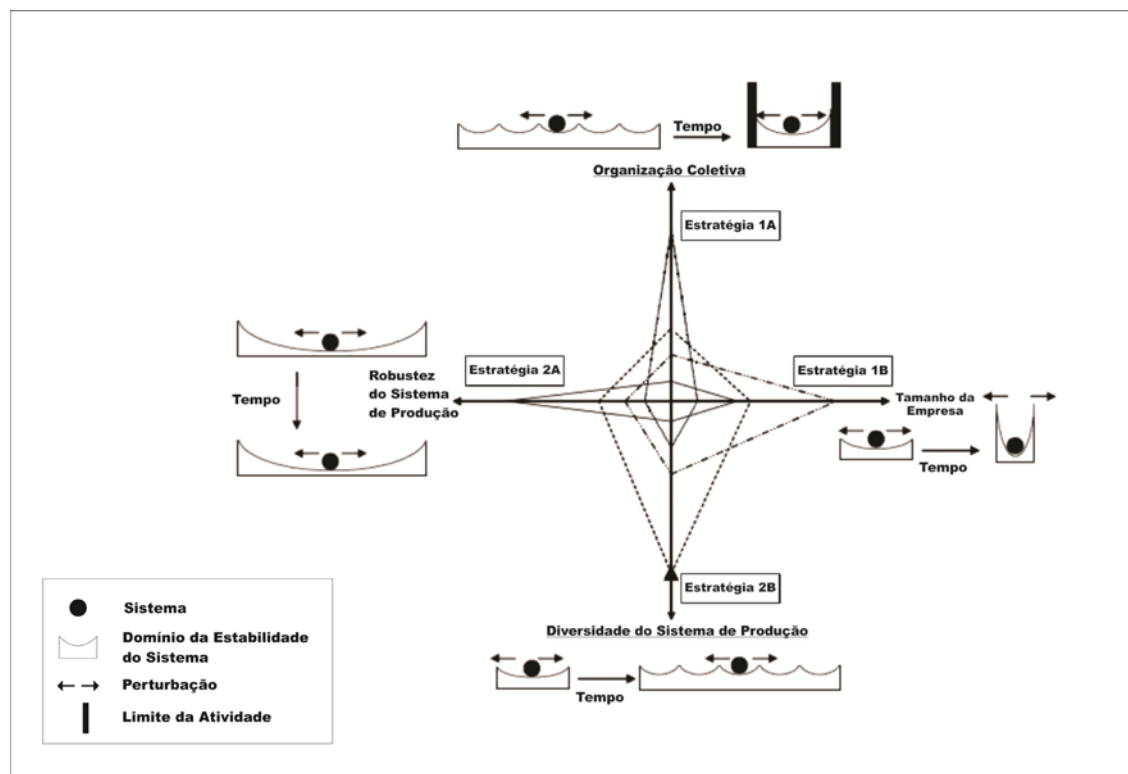 Tempo
Organização Coletiva
Estratégia 1A
Estratégia 2A
Estratégia 1B
Robustez
do Sistema
de Produção
Tempo
Tamanho da
Empresa
Tempo
Estratégia 2B
Diversidade do Sistema de Produção
Tempo
Sistema
Domínio da Estabilidade
do Sistema
Perturbação
Limite da Atividade